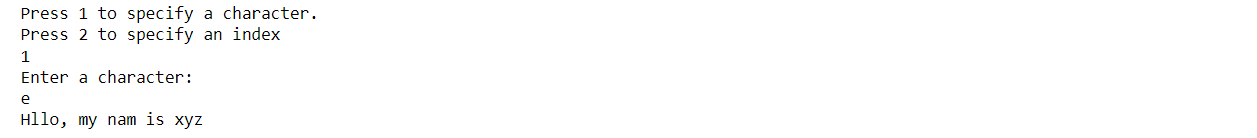 Press 1 to specify a character.
Press 2 to specify an index
1
Enter a character:
e
Hllo, my nam is xyz